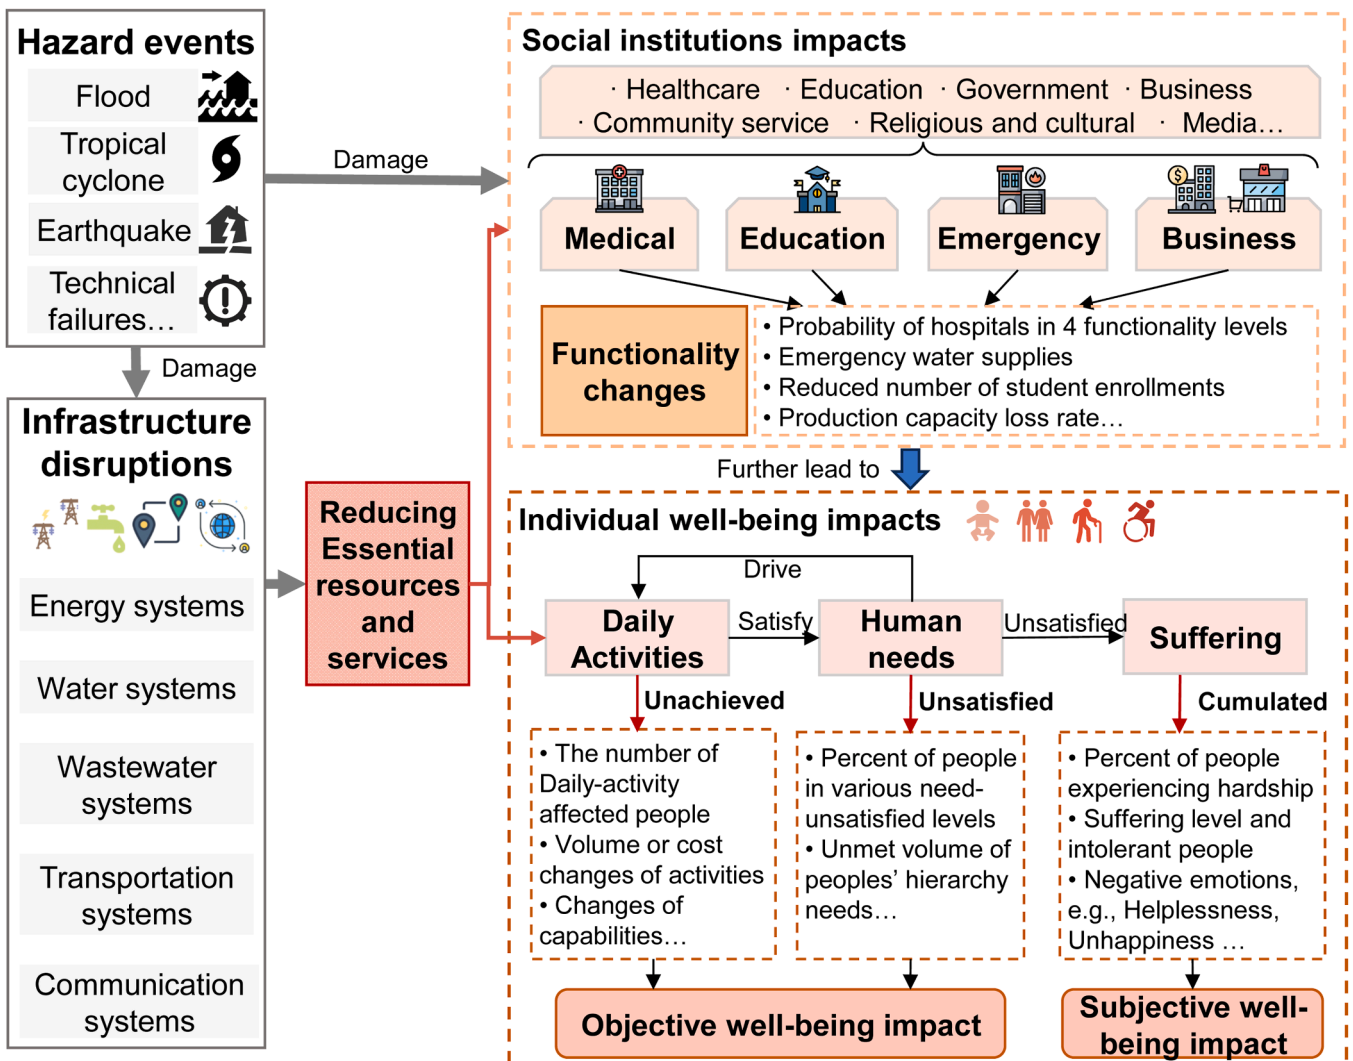 Hazard events
Flood
Tropical
cyclone
Earthquake
Technical
failures…
Damage
Damage
Infrastructure
disruptions
Energy systems
Water systems
Wastewater
systems
Transportation
systems
Communication
systems
Reducing
Essential
resources
and
services
Social institutions impacts
· Healthcare · Education · Government · Business
· Community service · Religious and cultural · Media…
Medical
Education
Emergency
Business
Functionality
changes
• Probability of hospitals in 4 functionality levels
• Emergency water supplies
• Reduced number of student enrollments
• Production capacity loss rate…
Further lead to
Individual well-being impacts
Drive
Daily
Activities
Satisfy
Human
needs
Unsatisfied
Suffering
Unachieved
Unsatisfied
Cumulated
• The number of
Daily-activity
affected people
• Volume or cost
changes of activities
• Changes of
capabilities…
• Percent of people
in various need-
unsatisfied levels
• Unmet volume of
peoples’ hierarchy
needs…
• Percent of people
experiencing hardship
• Suffering level and
intolerant people
• Negative emotions,
e.g., Helplessness,
Unhappiness …
Objective well-being impact
Subjective well-
being impact